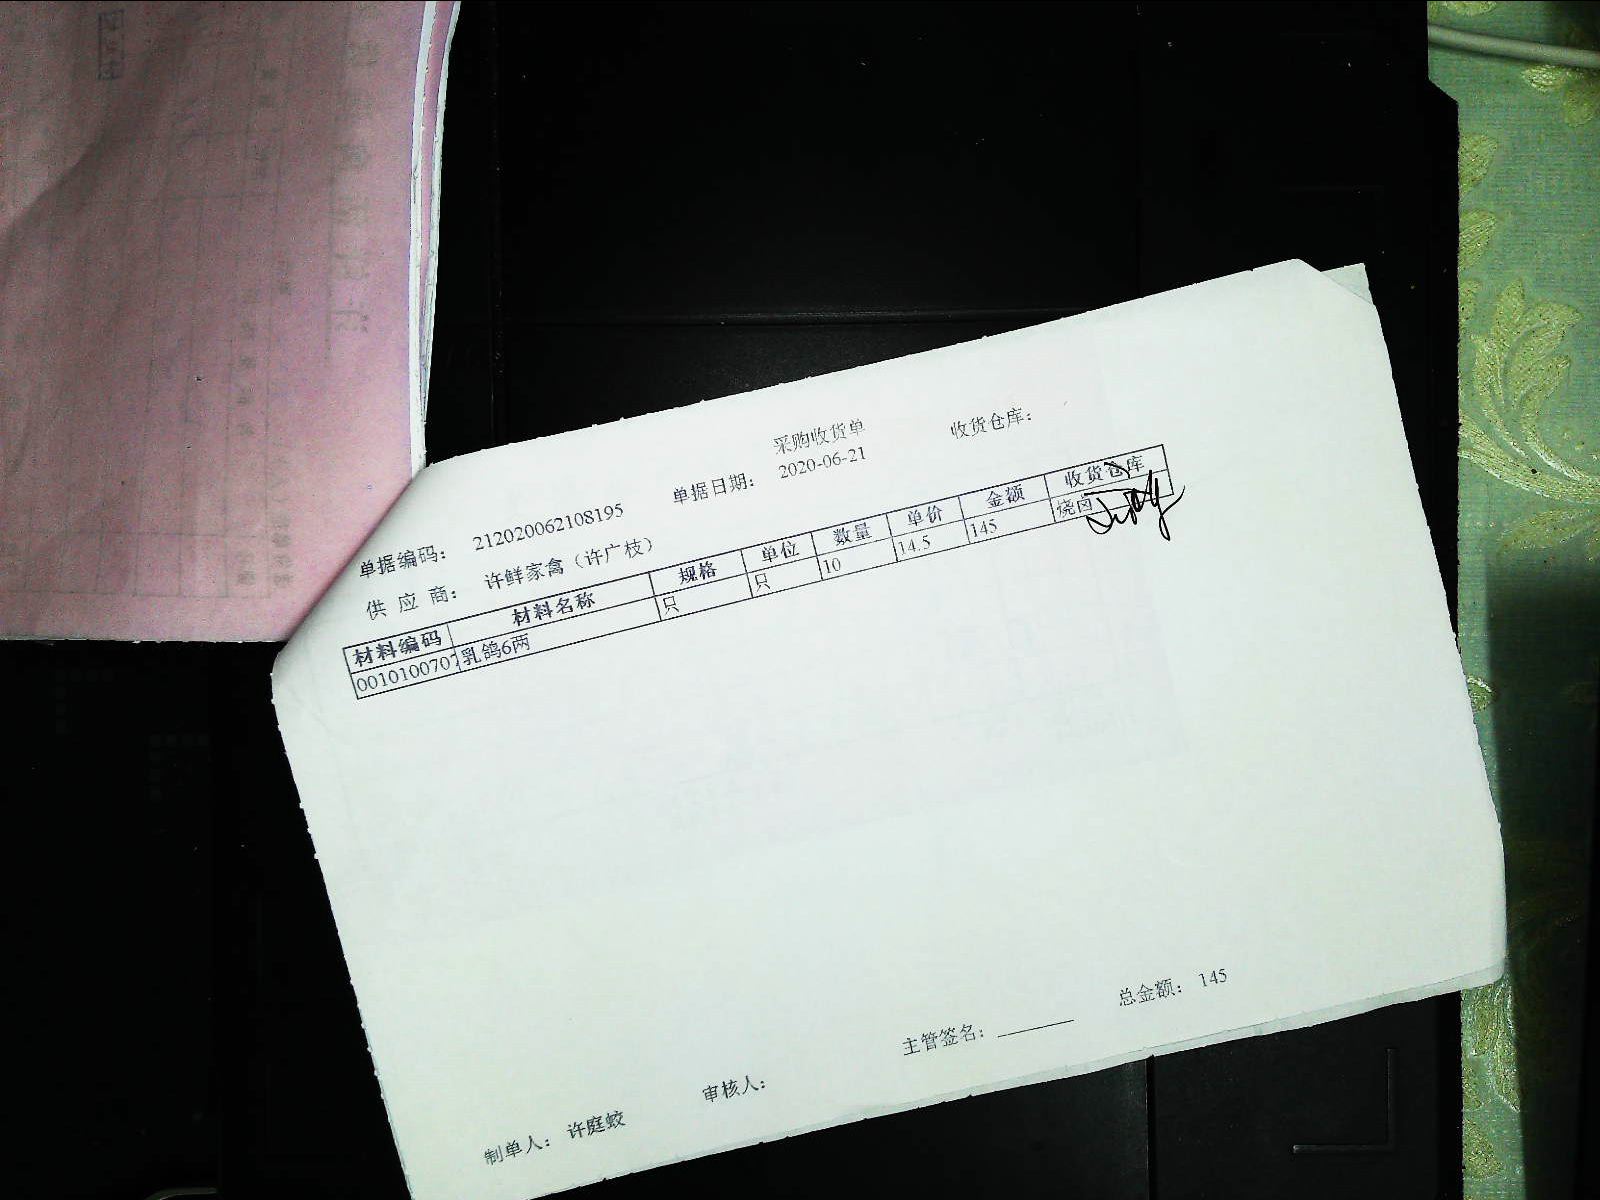 采购收货单
收货仓库：
单据编码： 212020062108195 单据日期： 2020-06-21
供 应 商： 许鲜家禽（许广枝）
材料编码 材料名称 规格 单位 数量 单价 金额 收货仓库
001010070 乳鸽6两 只 只 10 14.5 145 烧卤
总金额： 145
主管签名：
审核人：
制单人： 许庭蛟